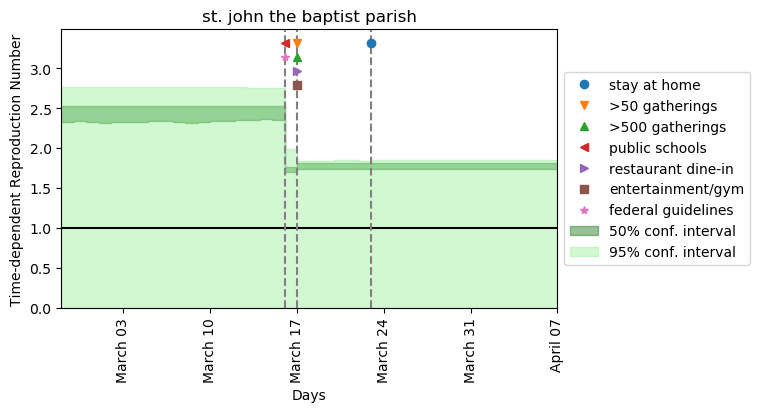 st. john the baptist parish
Time-dependent Reproduction Number
3.0
2.5
2.0
1.5
1.0
0.5
0.0
March 03
March 10
March 17
March 24
March 31
April 07
Days
stay at home
>50 gatherings
>500 gatherings
public schools
restaurant dine-in
entertainment/gym
federal guidelines
50% conf. interval
95% conf. interval